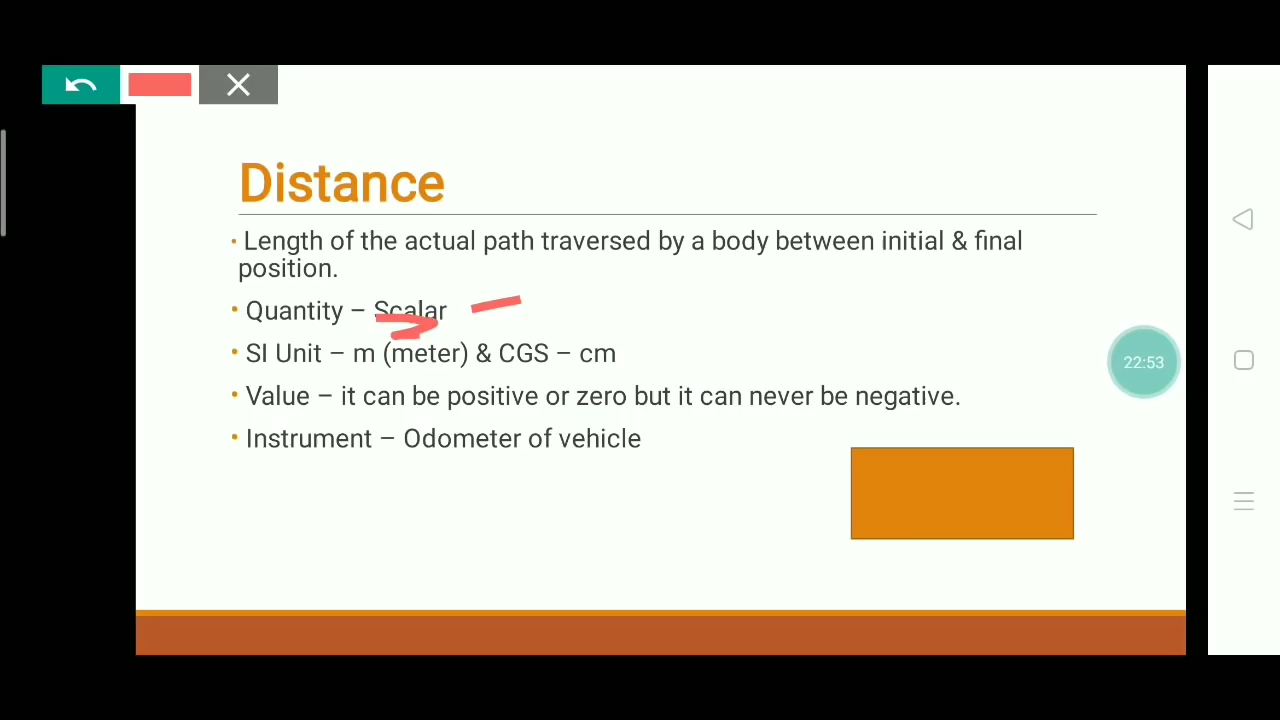 Distance
• Length of the actual path traversed by a body between initial & final
position.
• Quantity – Scalar
• SI Unit – m (meter) & CGS – cm
22:53
• Value – it can be positive or zero but it can never be negative.
• Instrument – Odometer of vehicle